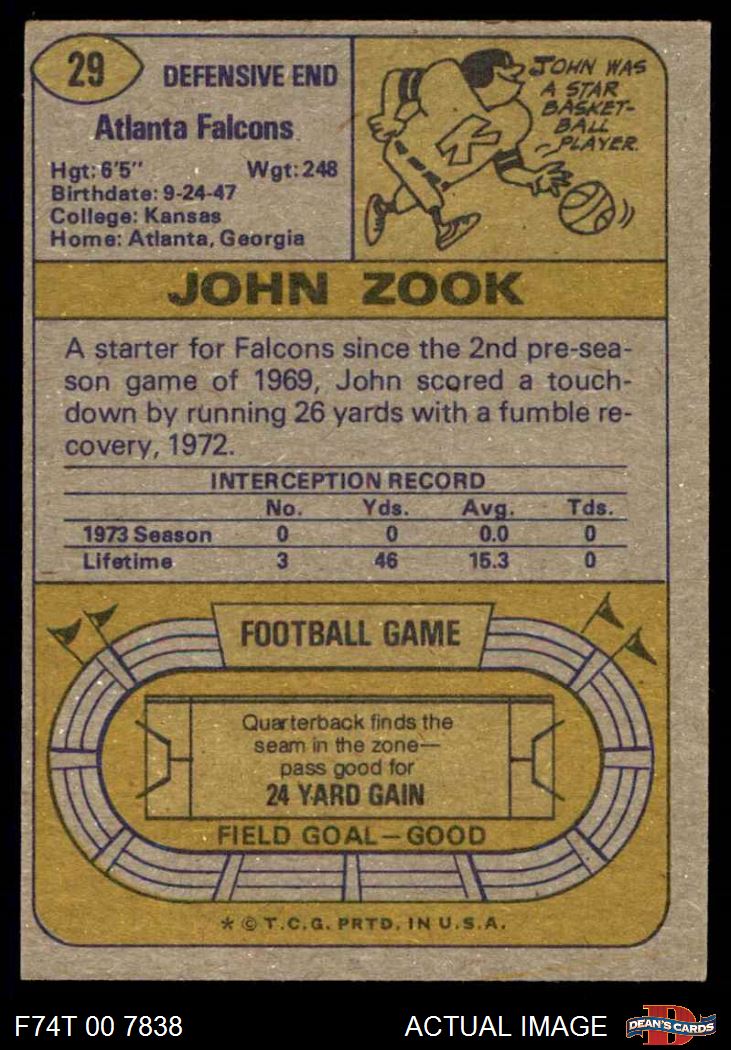 29
DEFENSIVE END
Atlanta Falcons
Hgt: 6'5" Wgt: 248
Birthdate: 9-24-47
College: Kansas
Home: Atlanta, Georgia
JOHN WAS
A STAR
BASKET-
BALL
PLAYER.
K
JOHN ZOOK
A starter for Falcons since the 2nd pre-sea-
son game of 1969, John scored a touch-
down by running 26 yards with a fumble re-
covery, 1972.
INTERCEPTION RECORD
No. Yds. Avg. Tds.
1973 Season 0 0 0.0 0
Lifetime 3 46 15.3 0
FOOTBALL GAME
Quarterback finds the
seam in the zone—
pass good for
24 YARD GAIN
FIELD GOAL—GOOD
* © T.C.G. PRTD. IN U.S.A.
F74T 00 7838 ACTUAL IMAGE
D
DEAN'S CARDS